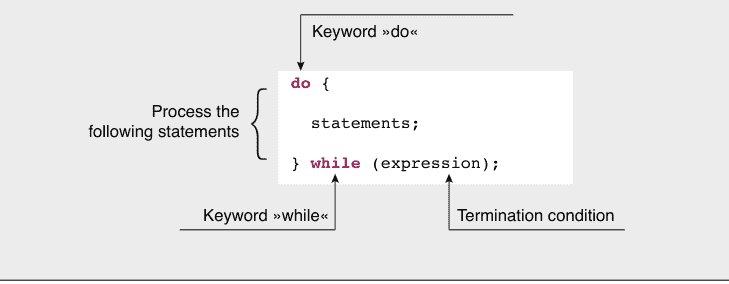 Keyword »do«
do {
Process the
following statements
statements;
} while (expression);
Keyword »while«
Termination condition